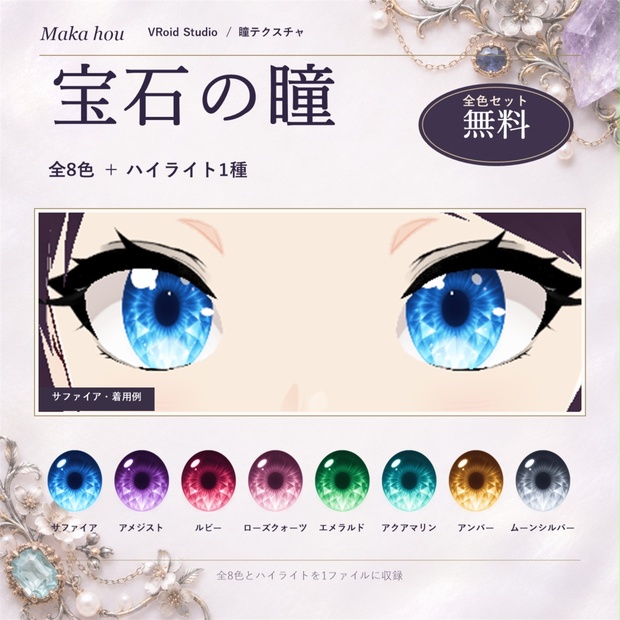 Maka hou
VRoid Studio / 瞳テクスチャ
宝石の瞳
全色セット
無料
全8色 + ハイライト1種
サファイア・着用例
サファイア
アメジスト
ルビー
ローズクォーツ
エメラルド
アクアマリン
アンバー
ムーンシルバー
全8色とハイライトを1ファイルに収録